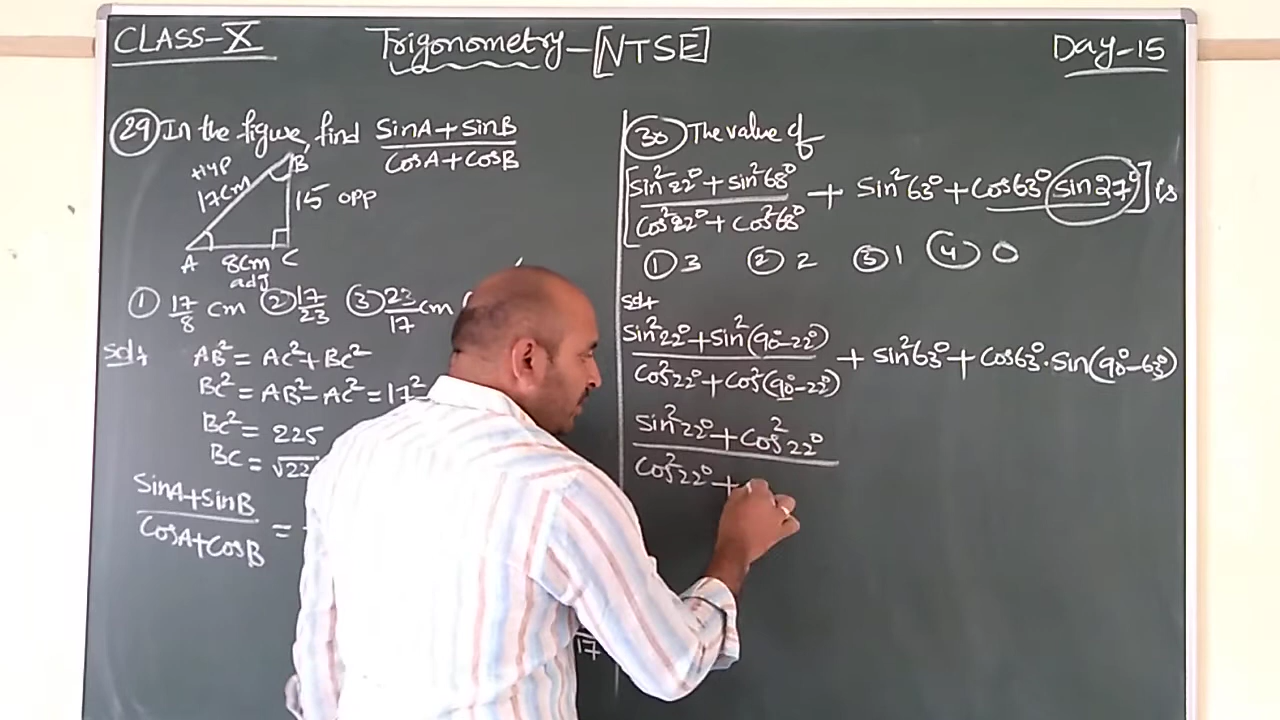 CLASS-X
Trigonometry-[NTSE]
Day-15
29 In the figure, find SinA+SinB / CosA+CosB
HYP
17cm
B
15 opp
A 8cm C
adj
① 17/8 cm ② 17/23 ③ 23/17 cm
Sol:
AB² = AC²+BC²
BC² = AB²-AC² = 17²
BC² = 225
BC = √22
SinA+SinB / CosA+CosB =
17
30 The value of
[sin²22°+sin²68° / cos²22°+cos²68° + sin²63°+cos63° sin27°] is
① 3 ② 2 ③ 1 ④ 0
Sol:
sin²22°+sin²(90°-22°) / cos²22°+cos²(90°-22°) + sin²63°+cos63°.sin(90°-63°)
sin²22°+cos²22° / cos²22°+